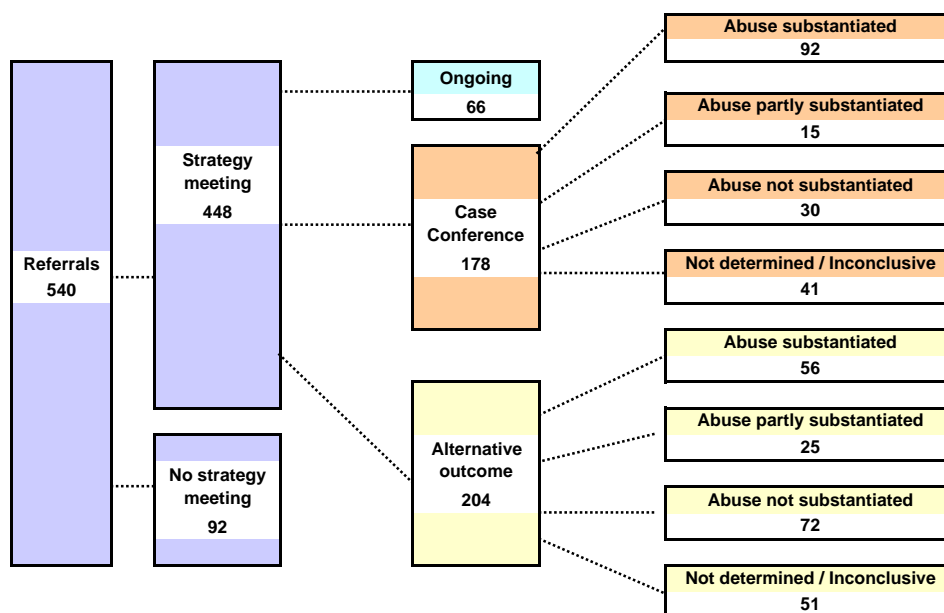 Referrals
540
Strategy
meeting
448
No strategy
meeting
92
Ongoing
66
Case
Conference
178
Alternative
outcome
204
Abuse substantiated
92
Abuse partly substantiated
15
Abuse not substantiated
30
Not determined / Inconclusive
41
Abuse substantiated
56
Abuse partly substantiated
25
Abuse not substantiated
72
Not determined / Inconclusive
51